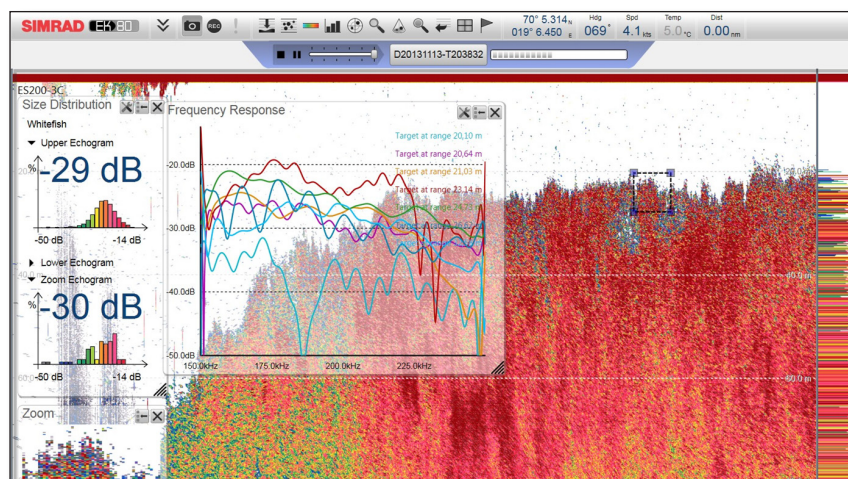 SIMRAD EK80
REC
70° 5.314 N
019° 6.450 E
Hdg
069°
Spd
4.1 kts
Temp
5.0 °C
Dist
0.00 nm
D20131113-T203832
ES200-3C
Size Distribution
Whitefish
Upper Echogram
%
-29 dB
-50 dB
-14 dB
Lower Echogram
Zoom Echogram
%
-30 dB
-50 dB
-14 dB
Zoom
Frequency Response
Target at range 20,10 m
Target at range 20,64 m
Target at range 21,03 m
Target at range 23,14 m
-20.0dB
-30.0dB
-40.0dB
-50.0dB
150.0kHz
175.0kHz
200.0kHz
225.0kHz
60.0 m